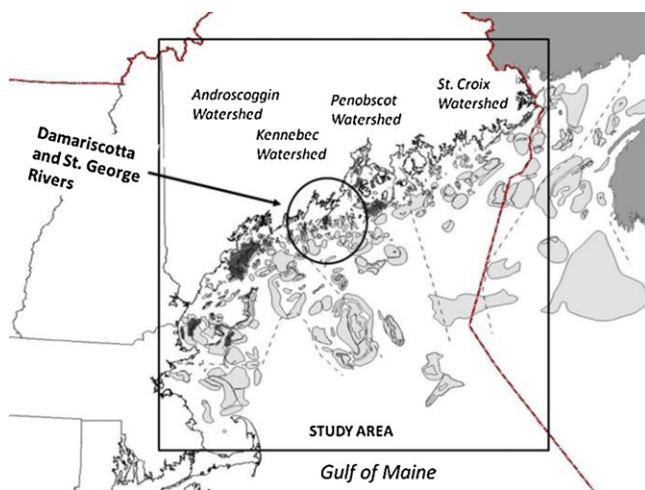 Androscoggin
Watershed
Penobscot
Watershed
St. Croix
Watershed
Kennebec
Watershed
Damariscotta
and St. George
Rivers
STUDY AREA
Gulf of Maine